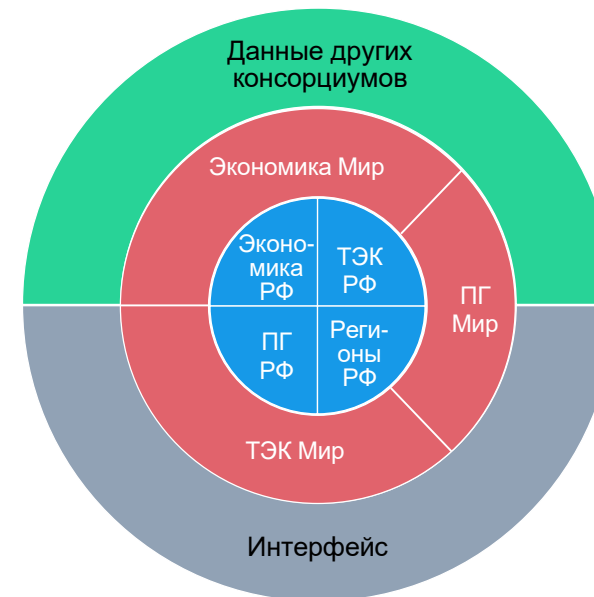 Данные других
консорциумов
Экономика Мир
Эконо-
мика
РФ
ТЭК
РФ
ПГ
Мир
ПГ
РФ
Реги-
оны
РФ
ТЭК Мир
Интерфейс